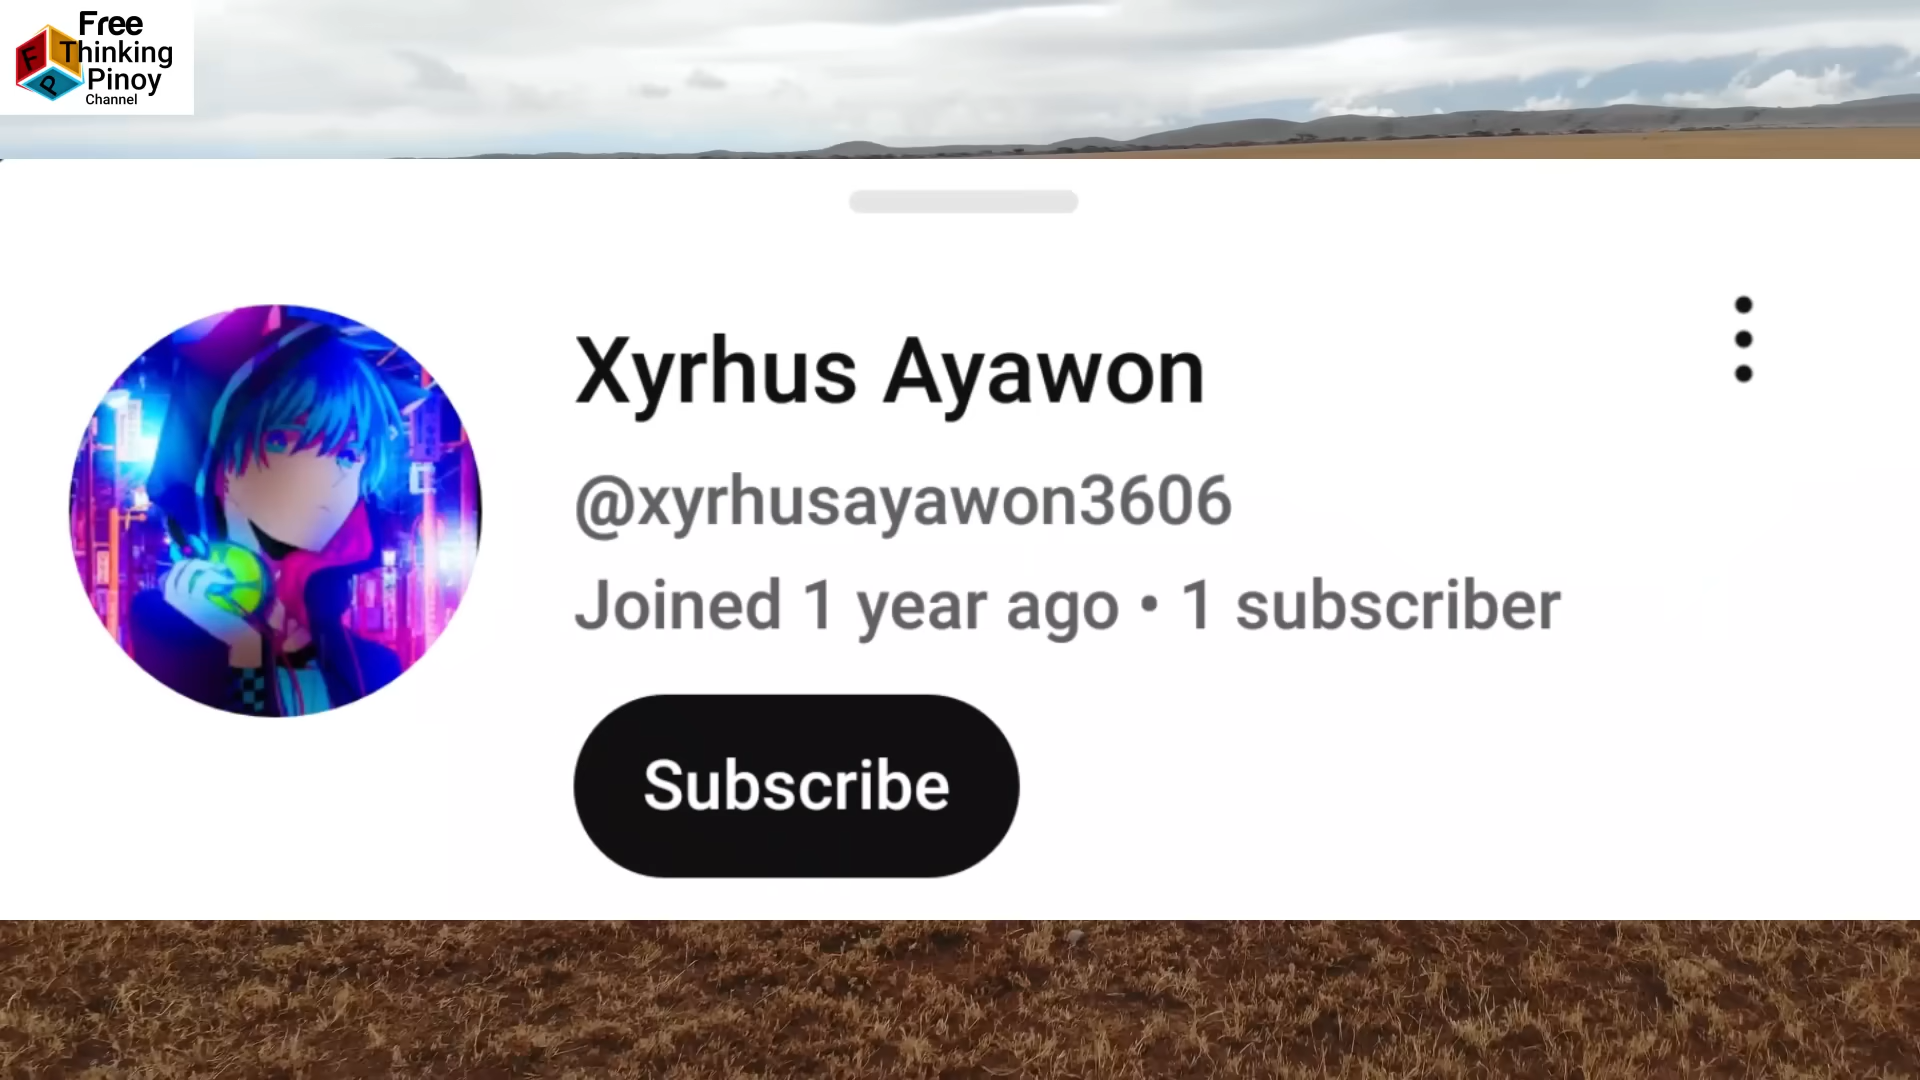 Free
Thinking
Pinoy
Channel
F
P
Xyrhus Ayawon
@xyrhusayawon3606
Joined 1 year ago • 1 subscriber
Subscribe